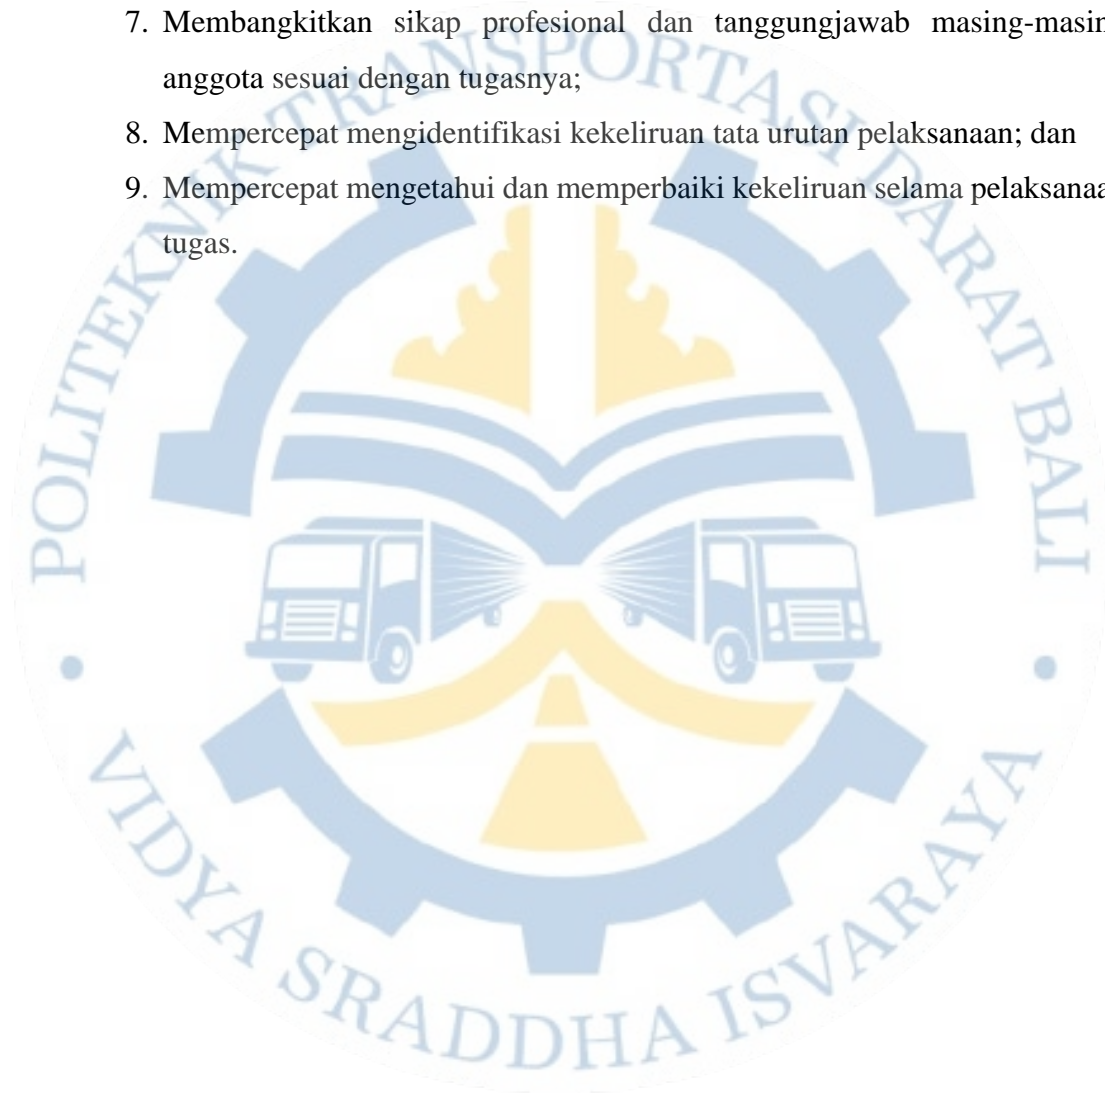 7. Membangkitkan sikap profesional dan tanggungjawab masing-masin
anggota sesuai dengan tugasnya;
8. Mempercepat mengidentifikasi kekeliruan tata urutan pelaksanaan; dan
9. Mempercepat mengetahui dan memperbaiki kekeliruan selama pelaksanaa
tugas.
POLITEKNIK TRANSPORTASI DARAT BALI
VIDYA SRADDHA ISVARAYA